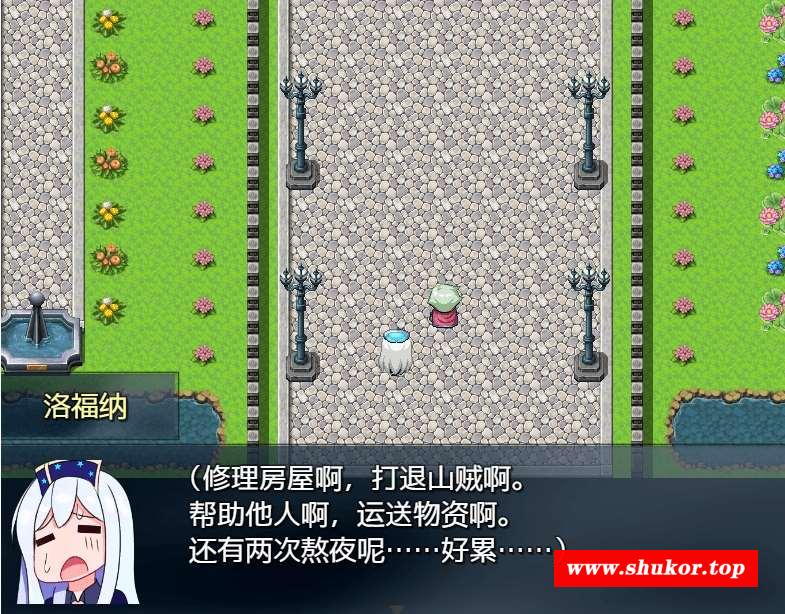 洛福纳
（修理房屋啊，打退山贼啊。
帮助他人啊，运送物资啊。
还有两次熬夜呢……好累……）
www.shukor.top